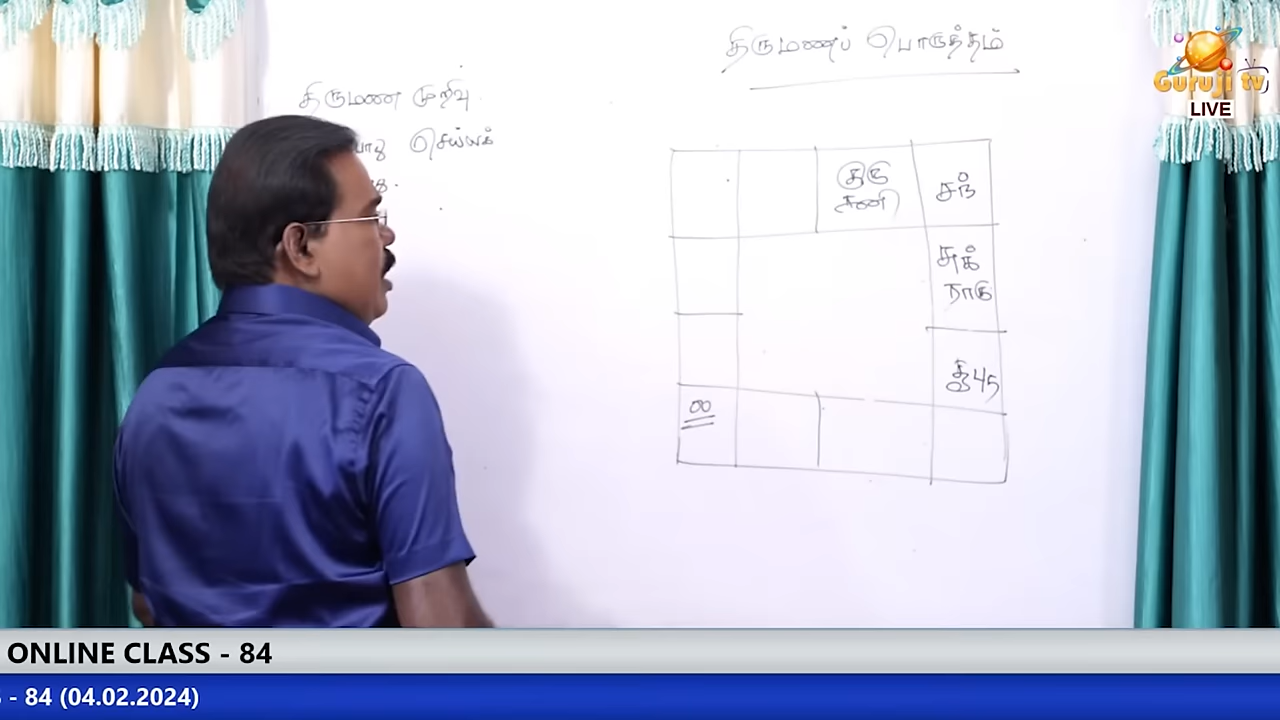 திருமணப் பொருத்தம்
திருமண முறிவு
செய்யக்
குரு
சனி
சந்
சுக்
ராகு
ல
Guruji tv
LIVE
ONLINE CLASS - 84
- 84 (04.02.2024)